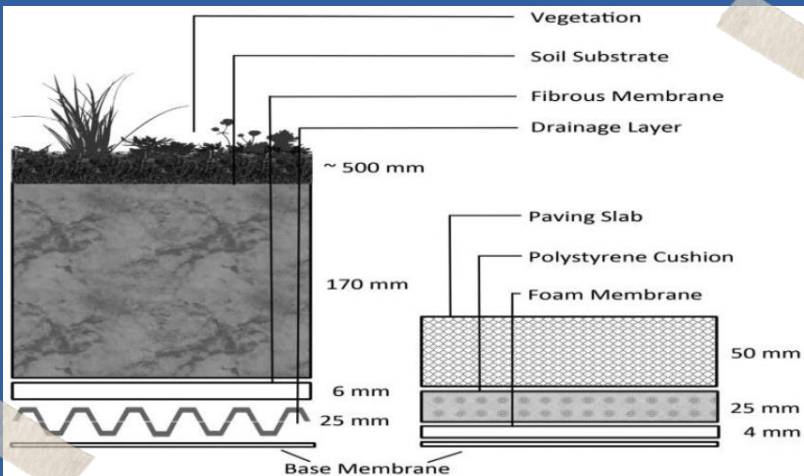 Vegetation
Soil Substrate
Fibrous Membrane
Drainage Layer
~ 500 mm
170 mm
6 mm
25 mm
Paving Slab
Polystyrene Cushion
Foam Membrane
50 mm
25 mm
4 mm
Base Membrane